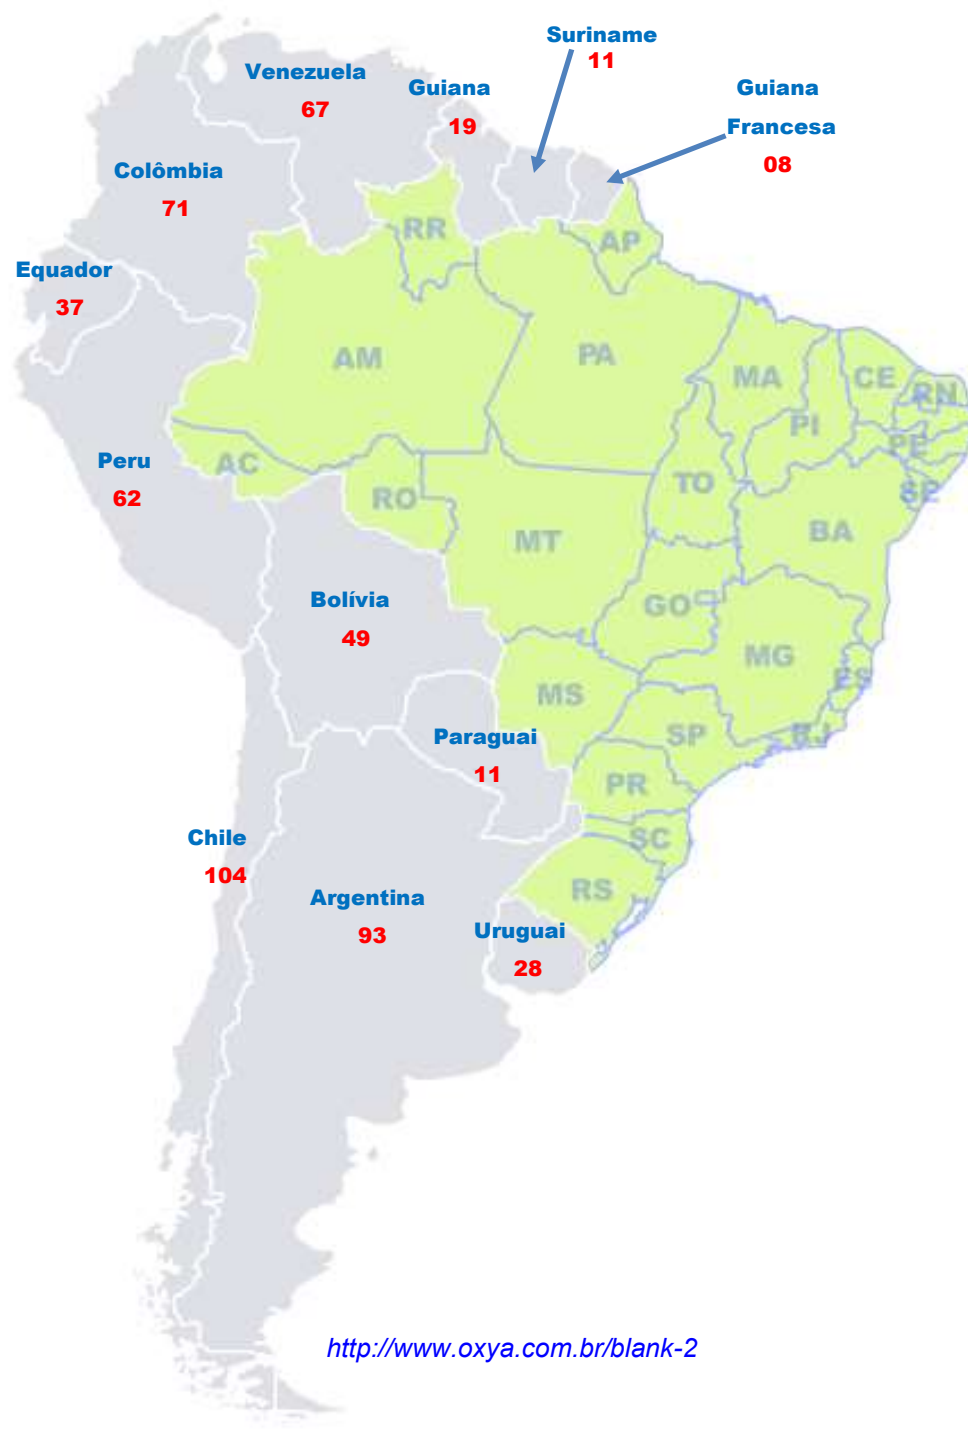 Suriname
11
Venezuela
67
Guiana
19
Guiana
Francesa
08
Colômbia
71
RR
AP
Equador
37
AM
PA
MA
CE
RN
PI
PE
Peru
62
AC
RO
TO
SE
MT
BA
Bolívia
49
GO
MG
MS
ES
Paraguai
11
SP
RJ
PR
Chile
104
SC
Argentina
93
RS
Uruguai
28
http://www.oxya.com.br/blank-2